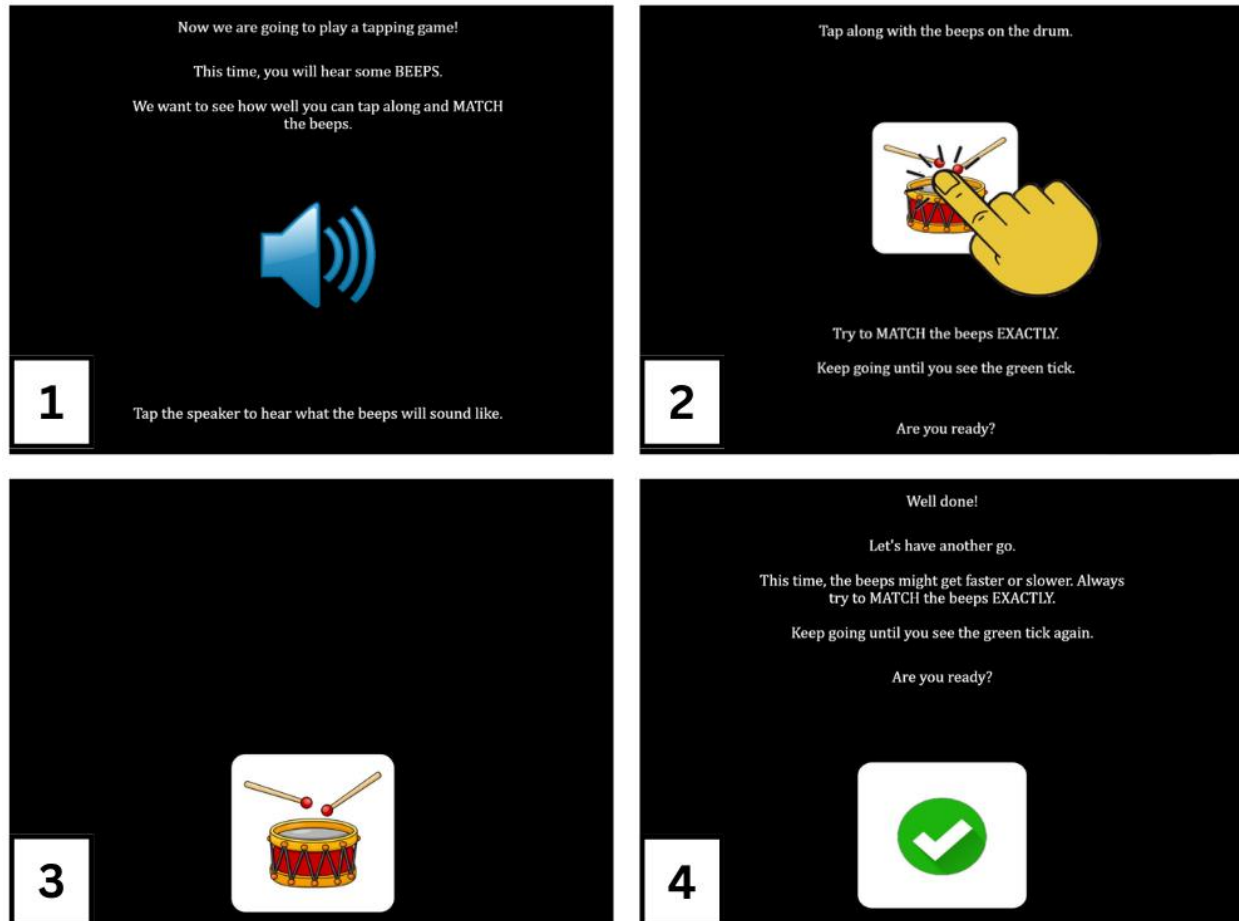 Now we are going to play a tapping game!
This time, you will hear some BEEPS.
We want to see how well you can tap along and MATCH
the beeps.
Tap the speaker to hear what the beeps will sound like.
1
Tap along with the beeps on the drum.
Try to MATCH the beeps EXACTLY.
Keep going until you see the green tick.
Are you ready?
2
3
Well done!
Let's have another go.
This time, the beeps might get faster or slower. Always
try to MATCH the beeps EXACTLY.
Keep going until you see the green tick again.
Are you ready?
4